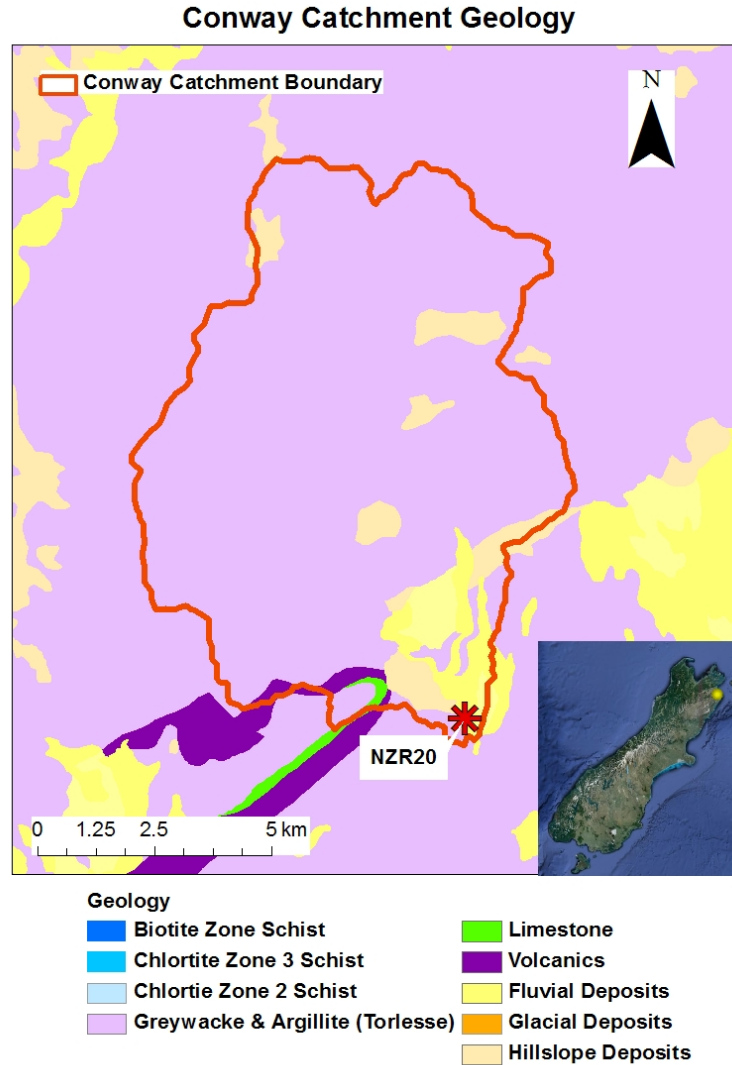 Conway Catchment Geology
Conway Catchment Boundary
N
NZR20
0 1.25 2.5 5 km
Geology
Biotite Zone Schist
Chlortite Zone 3 Schist
Chlortie Zone 2 Schist
Greywacke & Argillite (Torlesse)
Limestone
Volcanics
Fluvial Deposits
Glacial Deposits
Hillslope Deposits